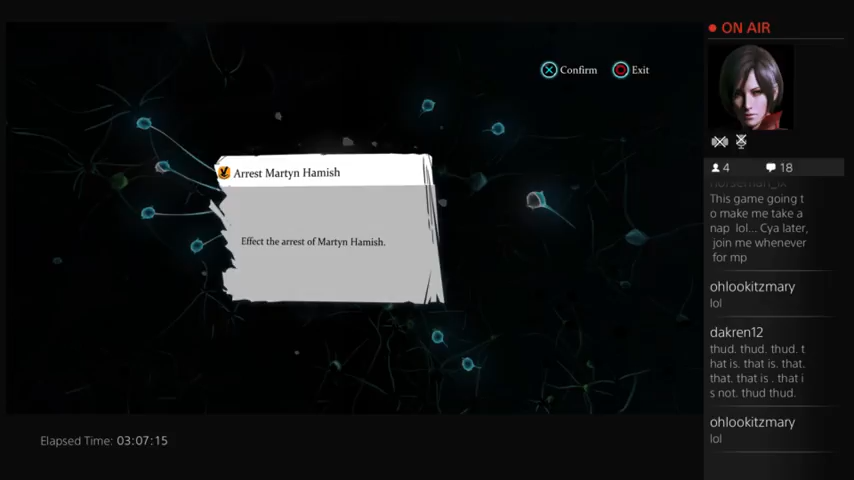 ON AIR
Confirm
Exit
Arrest Martyn Hamish
Effect the arrest of Martyn Hamish.
4
18
This game going t
o make me take a
nap lol... Cya later,
join me whenever
for mp
ohlookitzmary
lol
dakren12
thud. thud. thud. t
hat is. that is. that.
that. that is . that i
s not. thud thud.
ohlookitzmary
lol
Elapsed Time: 03:07:15